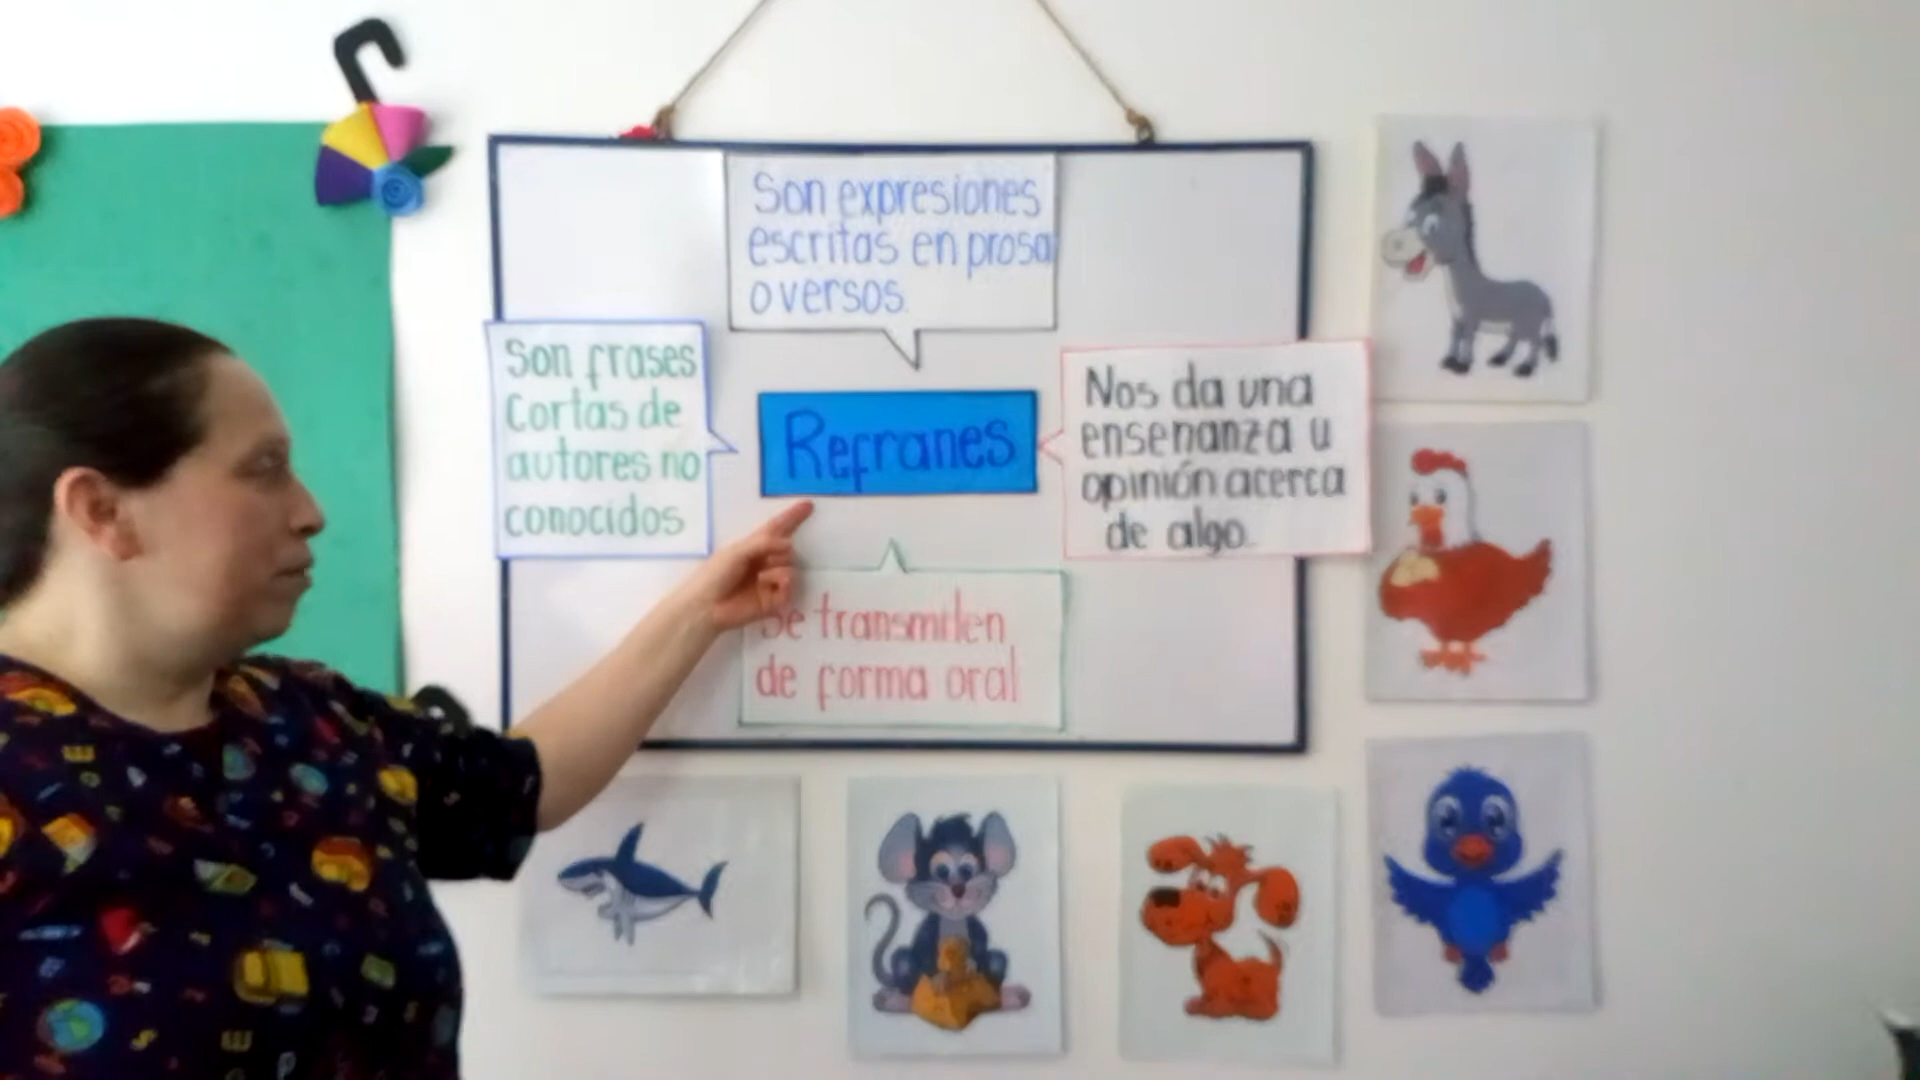 Son expresiones
escritas en prosa
o versos.
Son frases
Cortas de
autores no
conocidos
Refranes
Nos da una
enseñanza u
opinión acerca
de algo.
Se transmiten
de forma oral